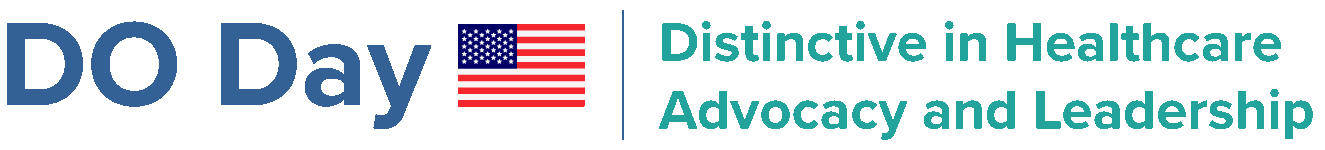 DO Day
Distinctive in Healthcare
Advocacy and Leadership